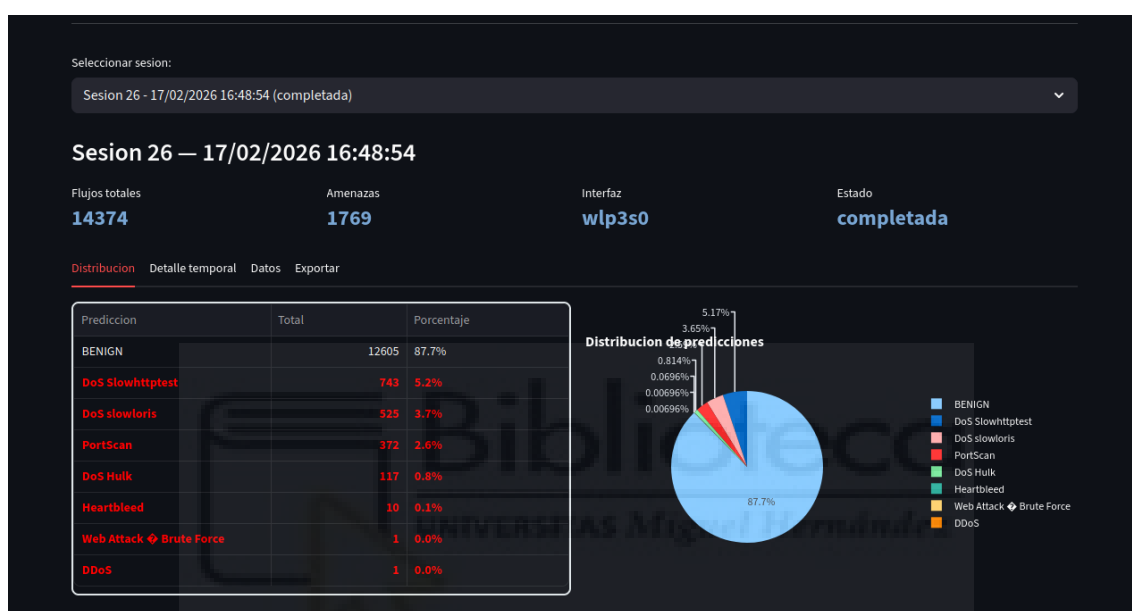 Seleccionar sesion:
Sesion 26 - 17/02/2026 16:48:54 (completada)
Sesion 26 — 17/02/2026 16:48:54
Flujos totales Amenazas Interfaz Estado
14374 1769 wlp3s0 completada
Distribucion Detalle temporal Datos Exportar
Prediccion Total Porcentaje
BENIGN 12605 87.7%
DoS Slowhttptest 743 5.2%
DoS slowloris 525 3.7%
PortScan 372 2.6%
DoS Hulk 117 0.8%
Heartbleed 10 0.1%
Web Attack � Brute Force 1 0.0%
DDoS 1 0.0%
Distribucion de predicciones
5.17%
3.65%
0.814%
0.0696%
0.00696%
0.00696%
87.7%
BENIGN
DoS Slowhttptest
DoS slowloris
PortScan
DoS Hulk
Heartbleed
Web Attack � Brute Force
DDoS
Biblioteca
UNIVERSITAS Miguel Hernández